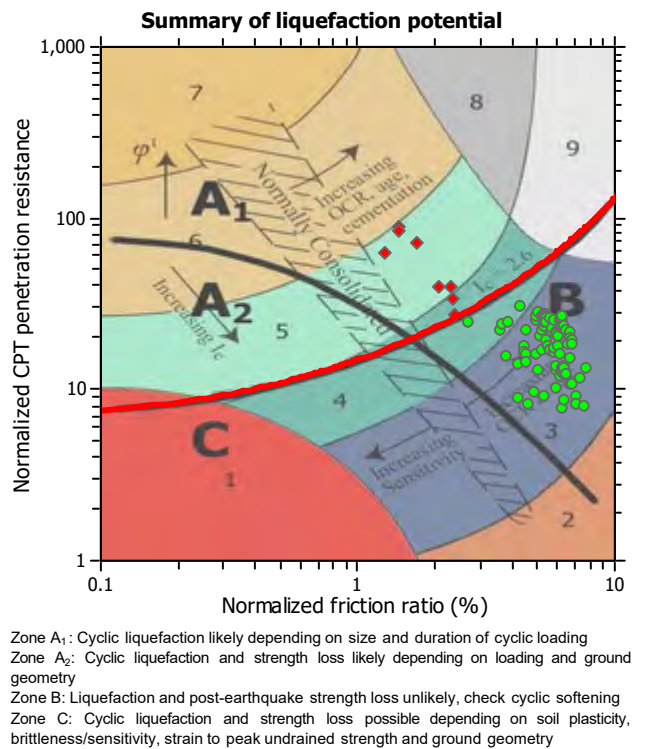 Summary of liquefaction potential
1,000
100
10
1
Normalized CPT penetration resistance
7
8
9
φ'
A1
Increasing
OCR, age,
cementation
Normally Consolidated
6
A2
Increasing Ic
5
Ic = 2.6
B
4
C
1
Increasing
Sensitivity
3
2
0.1
1
10
Normalized friction ratio (%)
Zone A1: Cyclic liquefaction likely depending on size and duration of cyclic loading
Zone A2: Cyclic liquefaction and strength loss likely depending on loading and ground
geometry
Zone B: Liquefaction and post-earthquake strength loss unlikely, check cyclic softening
Zone C: Cyclic liquefaction and strength loss possible depending on soil plasticity,
brittleness/sensitivity, strain to peak undrained strength and ground geometry